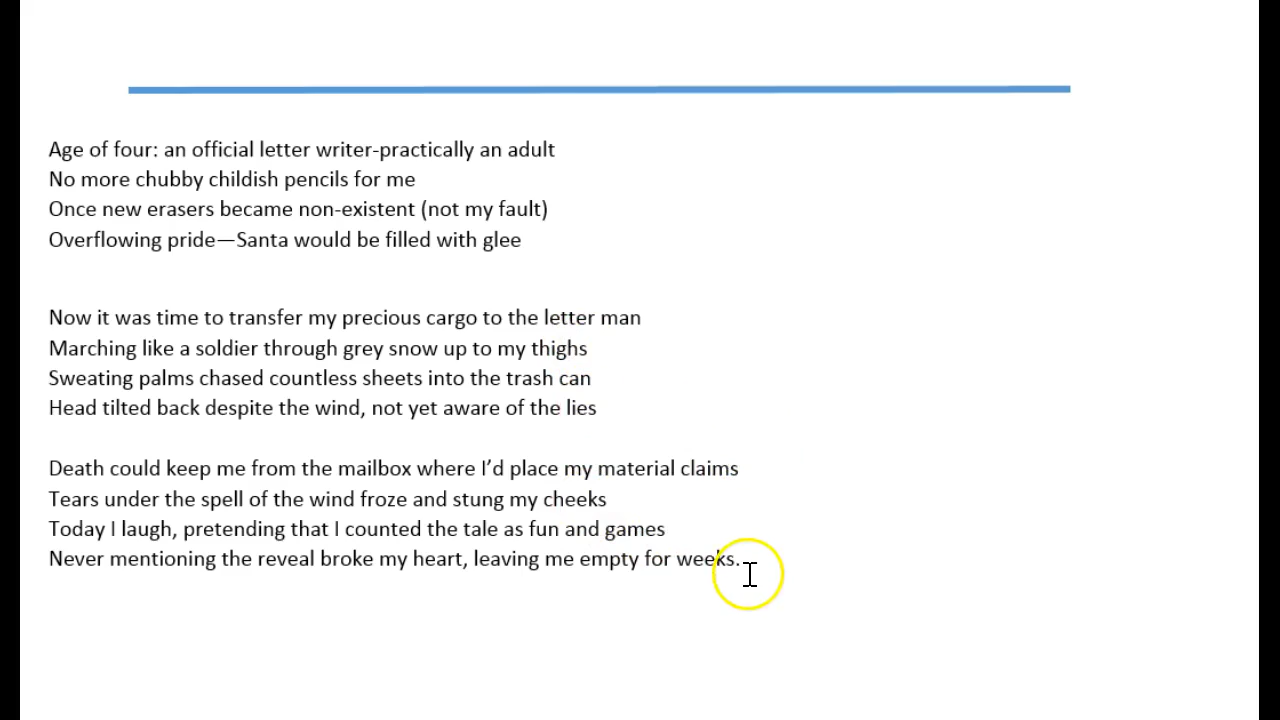 Age of four: an official letter writer-practically an adult
No more chubby childish pencils for me
Once new erasers became non-existent (not my fault)
Overflowing pride—Santa would be filled with glee
Now it was time to transfer my precious cargo to the letter man
Marching like a soldier through grey snow up to my thighs
Sweating palms chased countless sheets into the trash can
Head tilted back despite the wind, not yet aware of the lies
Death could keep me from the mailbox where I’d place my material claims
Tears under the spell of the wind froze and stung my cheeks
Today I laugh, pretending that I counted the tale as fun and games
Never mentioning the reveal broke my heart, leaving me empty for weeks.